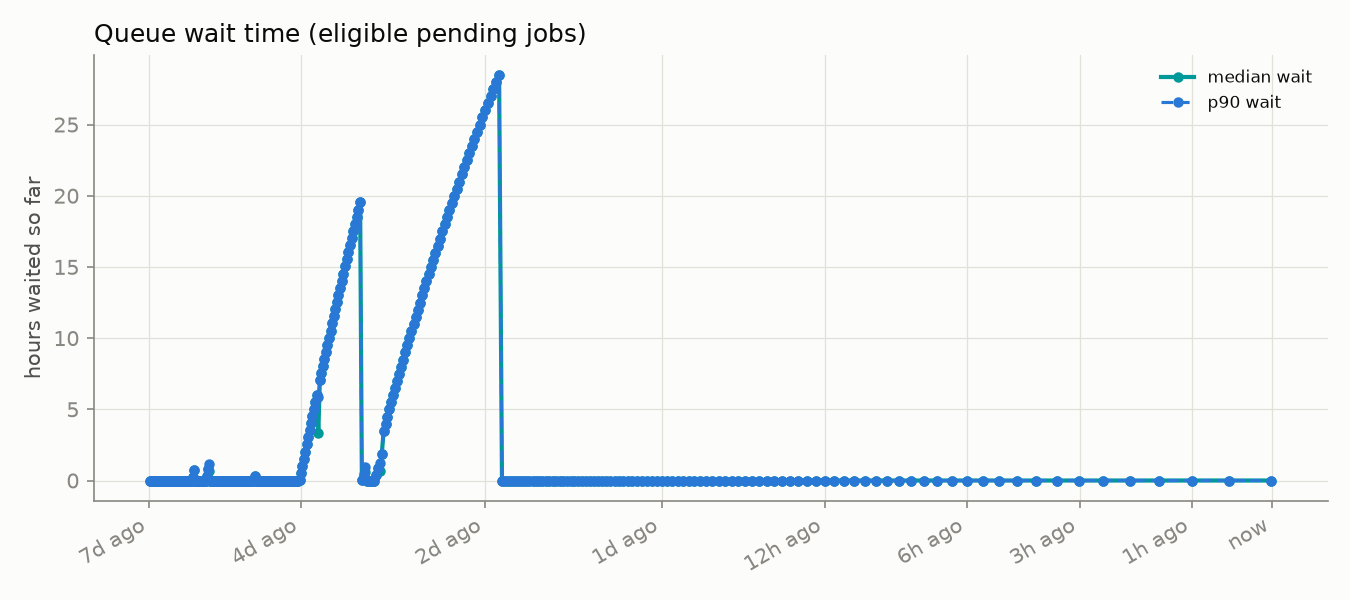 Queue wait time (eligible pending jobs)
median wait
p90 wait
hours waited so far
25
20
15
10
5
0
7d ago
4d ago
2d ago
1d ago
12h ago
6h ago
3h ago
1h ago
now